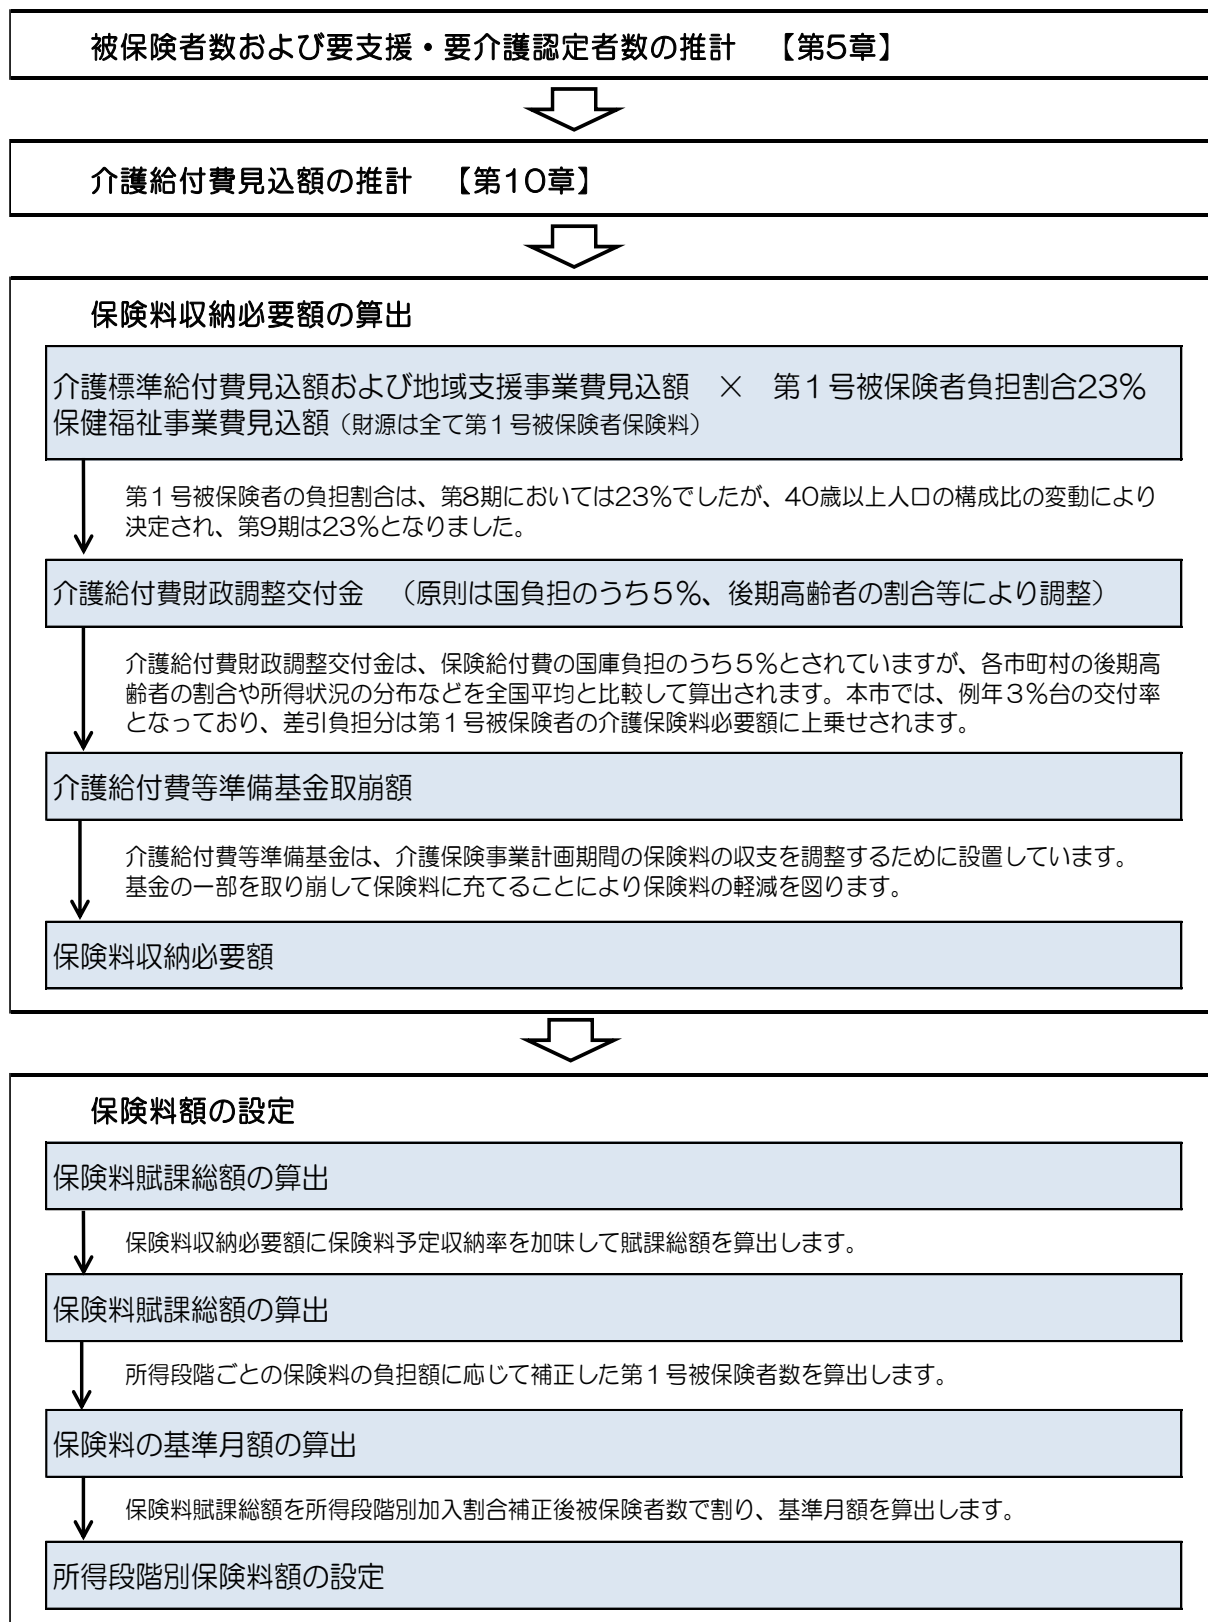 被保険者数および要支援・要介護認定者数の推計　【第5章】
介護給付費見込額の推計　【第10章】
保険料収納必要額の算出
介護標準給付費見込額および地域支援事業費見込額　×　第１号被保険者負担割合23％
保健福祉事業費見込額（財源は全て第１号被保険者保険料）
第１号被保険者の負担割合は、第8期においては23％でしたが、40歳以上人口の構成比の変動により
決定され、第9期は23％となりました。
介護給付費財政調整交付金　（原則は国負担のうち５％、後期高齢者の割合等により調整）
介護給付費財政調整交付金は、保険給付費の国庫負担のうち５％とされていますが、各市町村の後期高
齢者の割合や所得状況の分布などを全国平均と比較して算出されます。本市では、例年３％台の交付率
となっており、差引負担分は第１号被保険者の介護保険料必要額に上乗せされます。
介護給付費等準備基金取崩額
介護給付費等準備基金は、介護保険事業計画期間の保険料の収支を調整するために設置しています。
基金の一部を取り崩して保険料に充てることにより保険料の軽減を図ります。
保険料収納必要額
保険料額の設定
保険料賦課総額の算出
保険料収納必要額に保険料予定収納率を加味して賦課総額を算出します。
保険料賦課総額の算出
所得段階ごとの保険料の負担額に応じて補正した第１号被保険者数を算出します。
保険料の基準月額の算出
保険料賦課総額を所得段階別加入割合補正後被保険者数で割り、基準月額を算出します。
所得段階別保険料額の設定